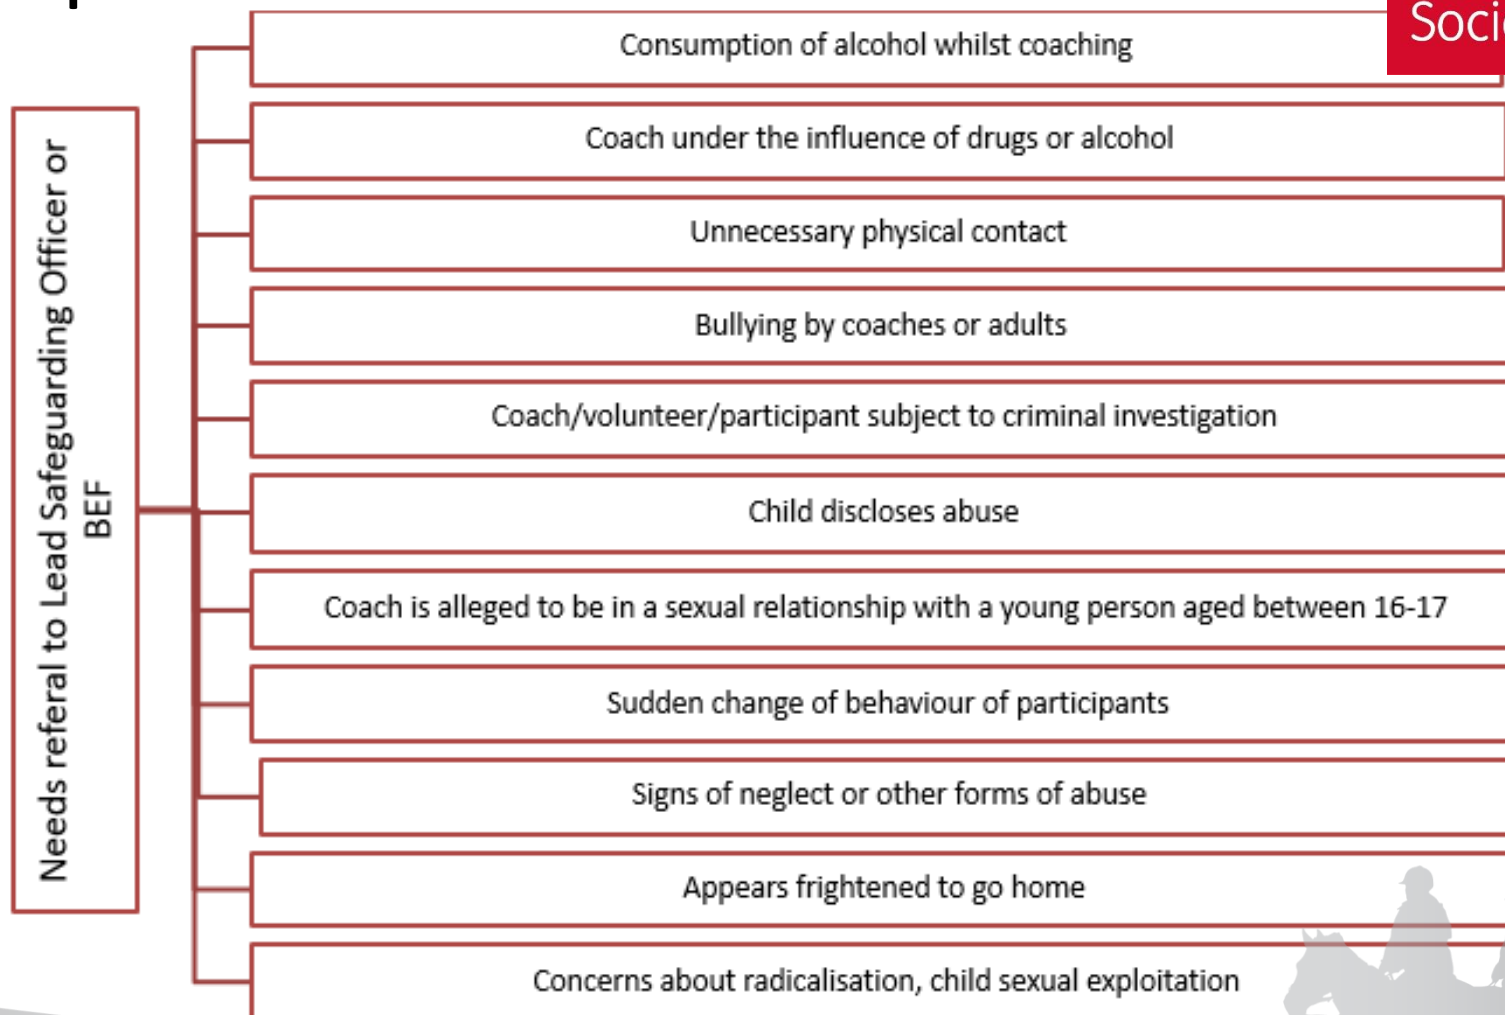 Consumption of alcohol whilst coaching
Coach under the influence of drugs or alcohol
Unnecessary physical contact
Bullying by coaches or adults
Coach/volunteer/participant subject to criminal investigation
Child discloses abuse
Coach is alleged to be in a sexual relationship with a young person aged between 16-17
Sudden change of behaviour of participants
Signs of neglect or other forms of abuse
Appears frightened to go home
Concerns about radicalisation, child sexual exploitation
Needs referal to Lead Safeguarding Officer or
BEF